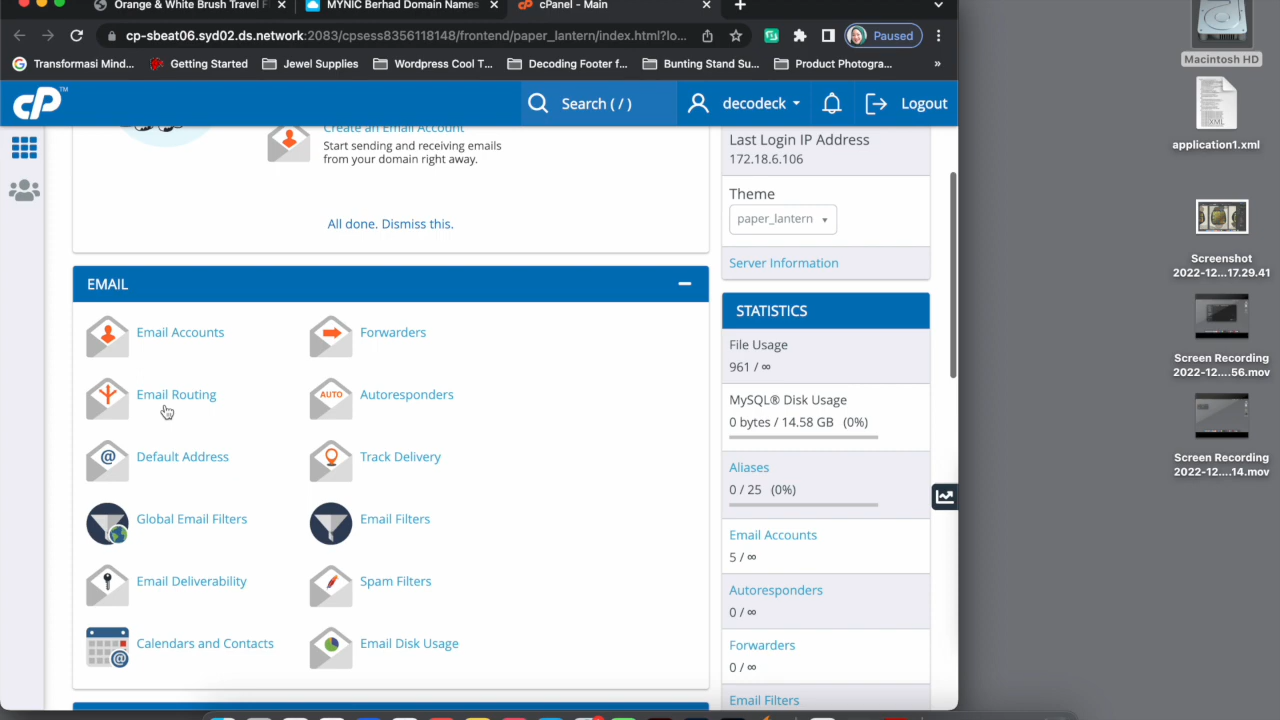 Orange & White Brush Travel F
MYNIC Berhad Domain Names
cPanel - Main
cp-sbeat06.syd02.ds.network:2083/cpsess8356118148/frontend/paper_lantern/index.html?lo...
Paused
Transformasi Mind...
Getting Started
Jewel Supplies
Wordpress Cool T...
Decoding Footer f...
Bunting Stand Su...
Product Photogra...
»
cP™
Search ( / )
decodeck
Logout
Create an Email Account
Start sending and receiving emails
from your domain right away.
All done. Dismiss this.
EMAIL
Email Accounts
Forwarders
Email Routing
AUTO
Autoresponders
@
Default Address
Track Delivery
Global Email Filters
Email Filters
Email Deliverability
Spam Filters
@
Calendars and Contacts
Email Disk Usage
Last Login IP Address
172.18.6.106
Theme
paper_lantern
Server Information
STATISTICS
File Usage
961 / ∞
MySQL® Disk Usage
0 bytes / 14.58 GB (0%)
Aliases
0 / 25 (0%)
Email Accounts
5 / ∞
Autoresponders
0 / ∞
Forwarders
0 / ∞
Email Filters
Macintosh HD
XML
application1.xml
Screenshot
2022-12...17.29.41
Screen Recording
2022-12....56.mov
Screen Recording
2022-12....14.mov